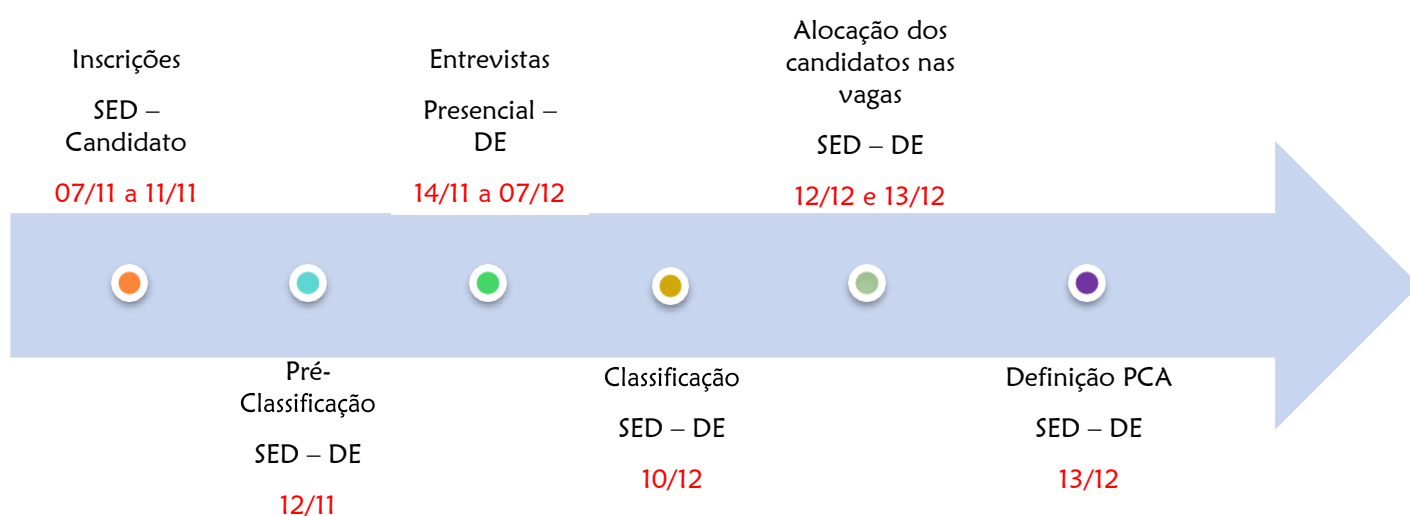 Inscrições
SED –
Candidato
07/11 a 11/11
Pré-
Classificação
SED – DE
12/11
Entrevistas
Presencial –
DE
14/11 a 07/12
Classificação
SED – DE
10/12
Alocação dos
candidatos nas
vagas
SED – DE
12/12 e 13/12
Definição PCA
SED – DE
13/12